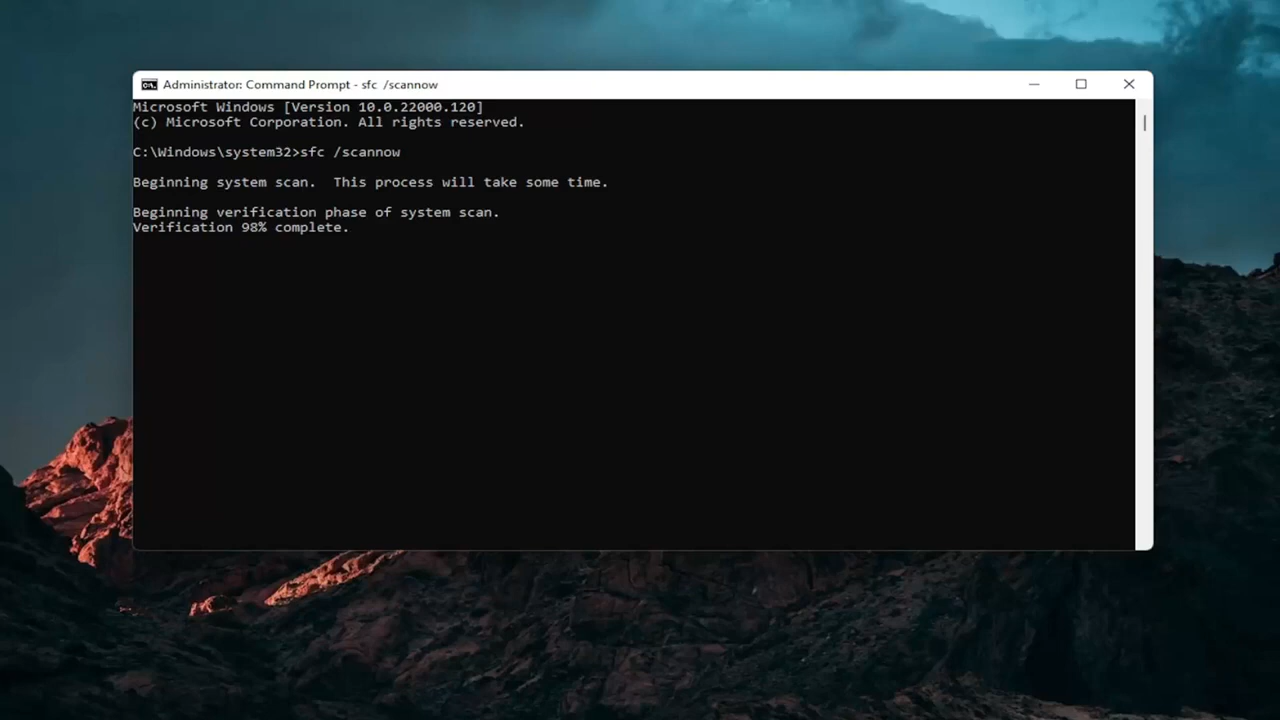 Administrator: Command Prompt - sfc  /scannow
Microsoft Windows [Version 10.0.22000.120]
(c) Microsoft Corporation. All rights reserved.
C:\Windows\system32>sfc /scannow
Beginning system scan.  This process will take some time.
Beginning verification phase of system scan.
Verification 98% complete.